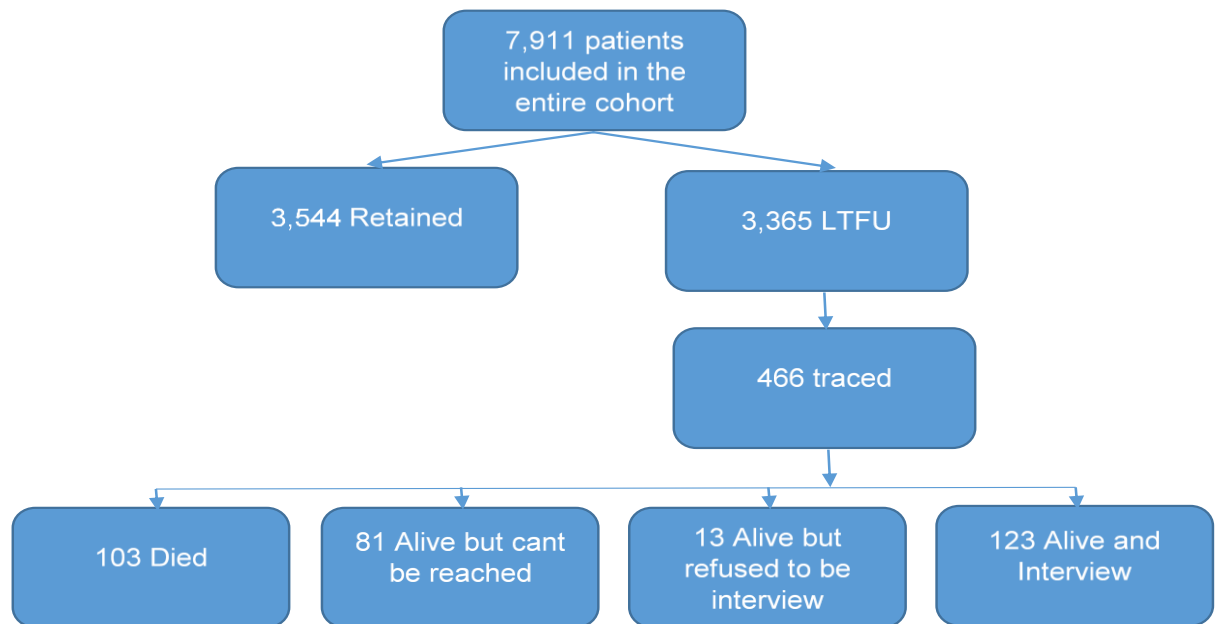 7,911 patients
included in the
entire cohort
3,544 Retained
3,365 LTFU
466 traced
103 Died
81 Alive but cant
be reached
13 Alive but
refused to be
interview
123 Alive and
Interview